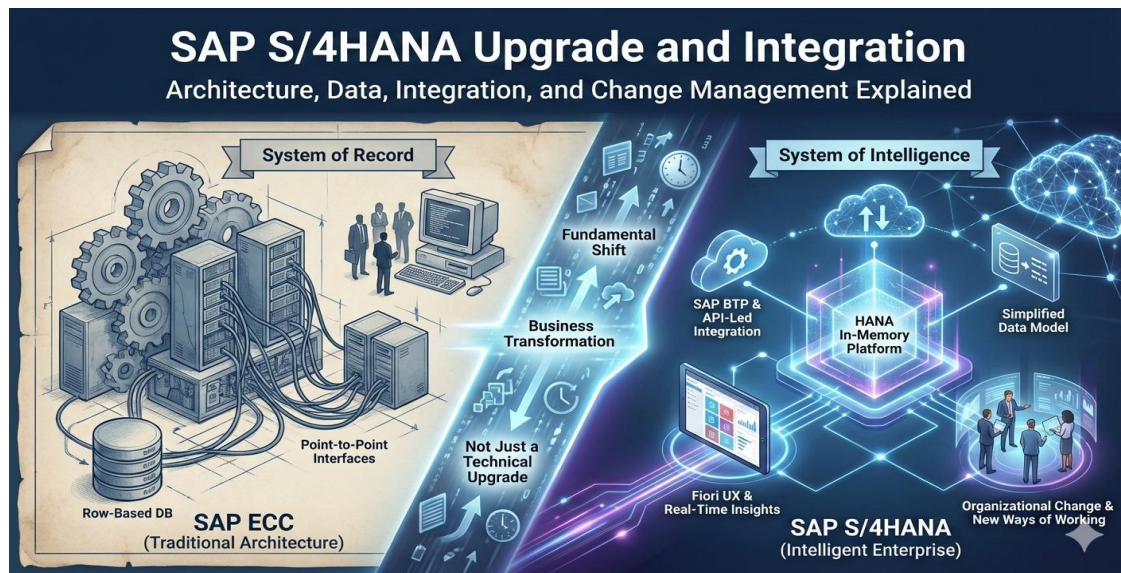 SAP S/4HANA Upgrade and Integration
Architecture, Data, Integration, and Change Management Explained
System of Record
Point-to-Point
Interfaces
Row-Based DB
SAP ECC
(Traditional Architecture)
Fundamental
Shift
Business
Transformation
Not Just a
Technical
Upgrade
System of Intelligence
SAP BTP &
API-Led
Integration
HANA
In-Memory
Platform
Simplified
Data Model
Fiori UX &
Real-Time Insights
Organizational Change &
New Ways of Working
SAP S/4HANA
(Intelligent Enterprise)